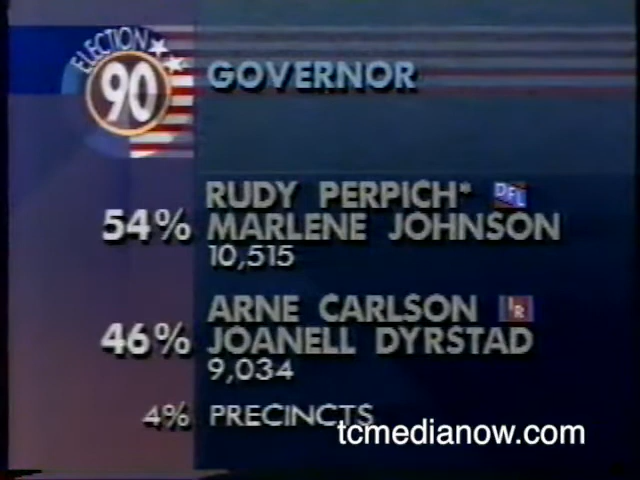 ELECTION
90
GOVERNOR
54% RUDY PERPICH* DFL
MARLENE JOHNSON
10,515
46% ARNE CARLSON IR
JOANELL DYRSTAD
9,034
4% PRECINCTS
tcmedianow.com